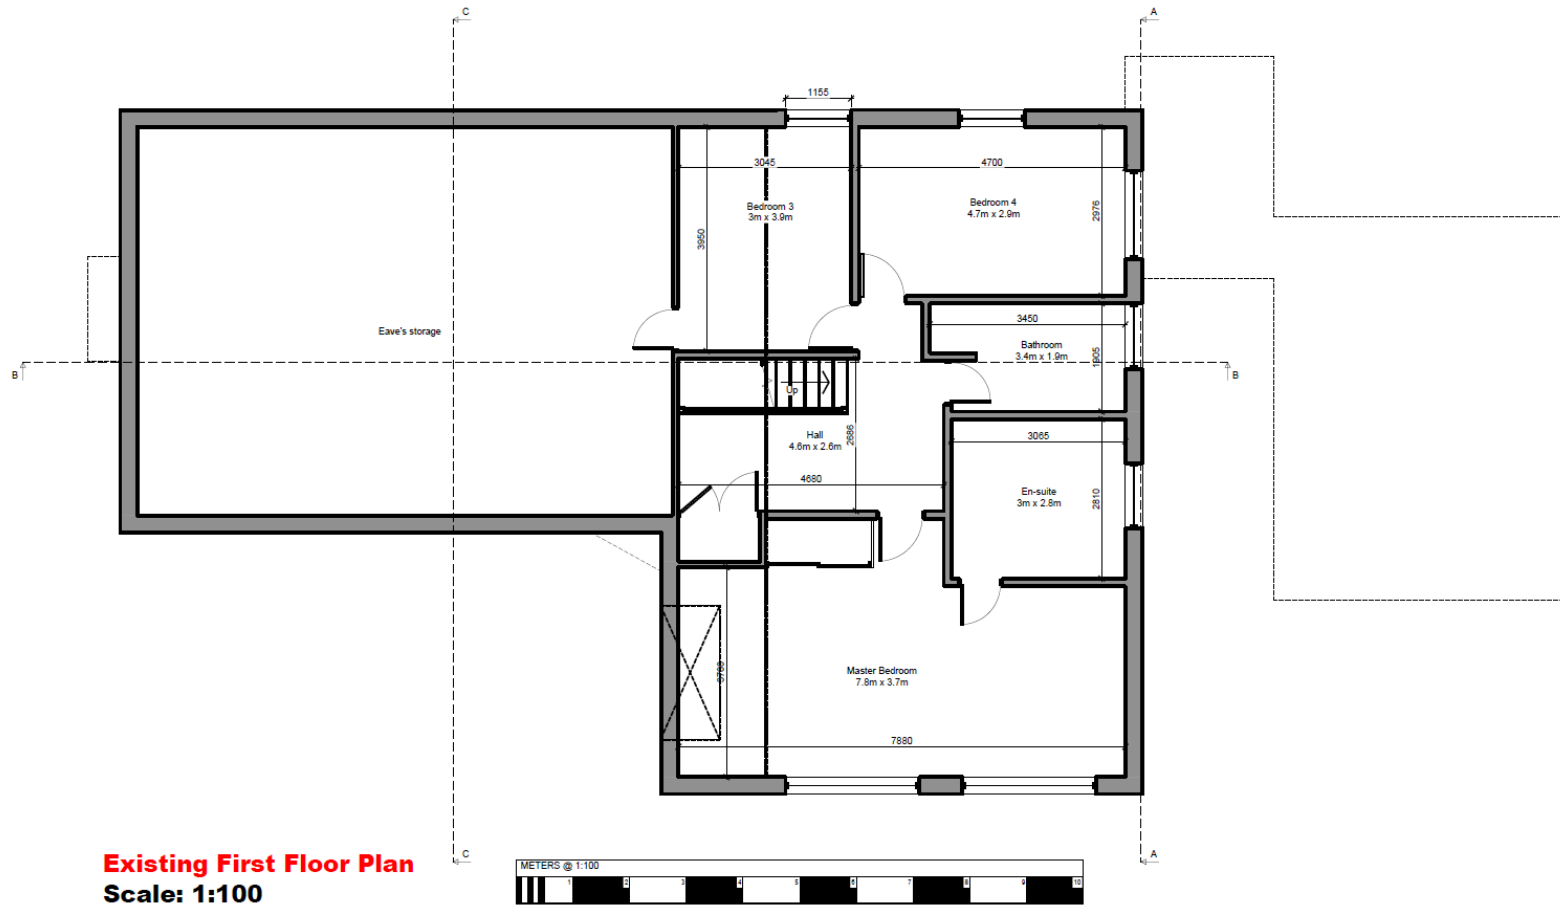 C
A
1155
3045
4700
Bedroom 3
3m x 3.9m
Bedroom 4
4.7m x 2.9m
2976
3950
3450
Eave's storage
Bathroom
3.4m x 1.9m
1905
B
B
Up
Hall
4.6m x 2.6m
2686
3065
4680
En-suite
3m x 2.8m
2810
Master Bedroom
7.8m x 3.7m
7880
C
A
Existing First Floor Plan
Scale: 1:100
METERS @ 1:100
1 2 3 4 5 6 7 8 9 10